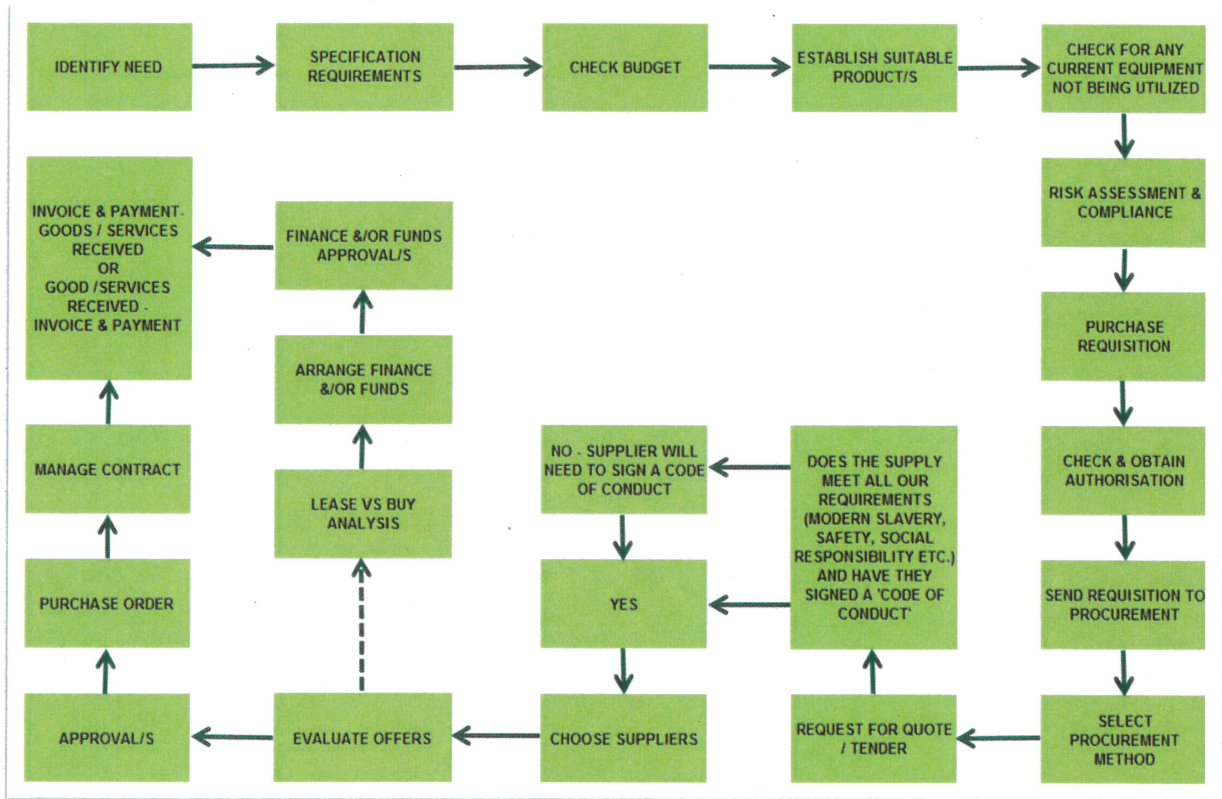 IDENTIFY NEED
SPECIFICATION
REQUIREMENTS
CHECK BUDGET
ESTABLISH SUITABLE
PRODUCT/S
CHECK FOR ANY
CURRENT EQUIPMENT
NOT BEING UTILIZED
RISK ASSESSMENT &
COMPLIANCE
PURCHASE
REQUISITION
CHECK & OBTAIN
AUTHORISATION
SEND REQUISITION TO
PROCUREMENT
SELECT
PROCUREMENT
METHOD
REQUEST FOR QUOTE
/ TENDER
DOES THE SUPPLY
MEET ALL OUR
REQUIREMENTS
(MODERN SLAVERY,
SAFETY, SOCIAL
RESPONSIBILITY ETC.)
AND HAVE THEY
SIGNED A 'CODE OF
CONDUCT'
NO - SUPPLIER WILL
NEED TO SIGN A CODE
OF CONDUCT
YES
CHOOSE SUPPLIERS
EVALUATE OFFERS
LEASE VS BUY
ANALYSIS
ARRANGE FINANCE
&/OR FUNDS
FINANCE &/OR FUNDS
APPROVAL/S
APPROVAL/S
PURCHASE ORDER
MANAGE CONTRACT
INVOICE & PAYMENT-
GOODS / SERVICES
RECEIVED
OR
GOOD /SERVICES
RECEIVED -
INVOICE & PAYMENT